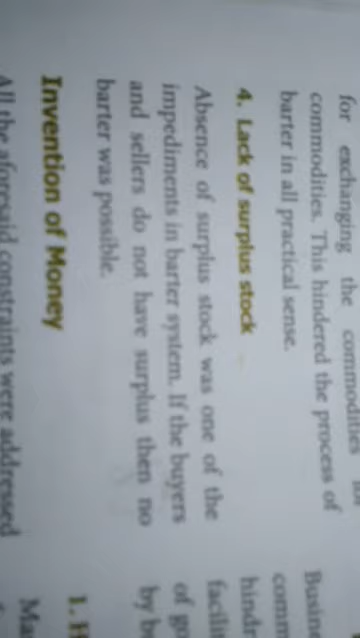 for exchanging the commodities
commodities. This hindered the process of
barter in all practical sense.
4. Lack of surplus stock
Absence of surplus stock was one of the
impediments in barter system. If the buyers
and sellers do not have surplus then no
barter was possible.
Invention of Money
All the aforesaid constraints were addressed
Busin
comm
hindr
facilit
of go
by b
1. H
Ma